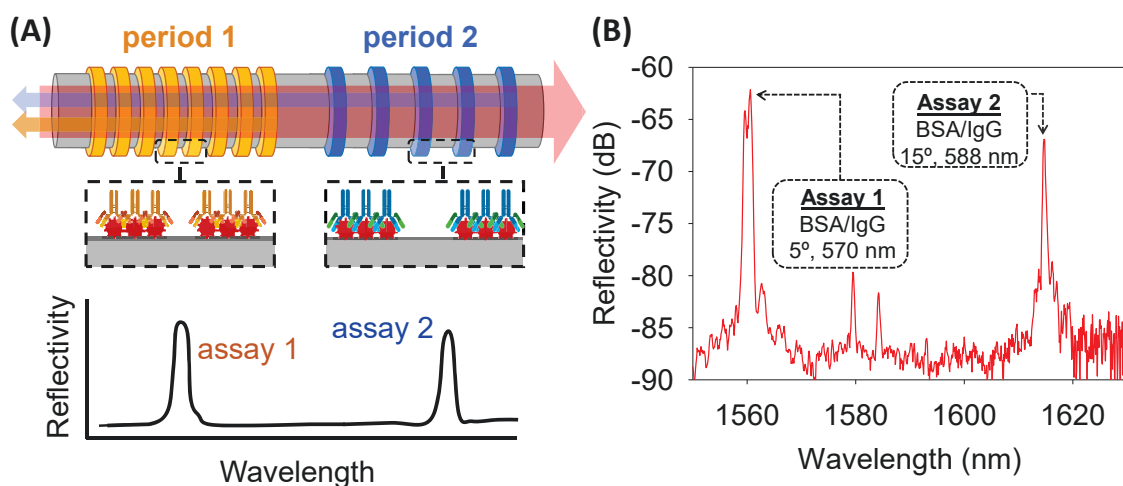 (A)
period 1
period 2
Reflectivity
assay 1
assay 2
Wavelength
(B)
-60
-65
-70
-75
-80
-85
-90
Reflectivity (dB)
Assay 1
BSA/IgG
5º, 570 nm
Assay 2
BSA/IgG
15º, 588 nm
1560
1580
1600
1620
Wavelength (nm)